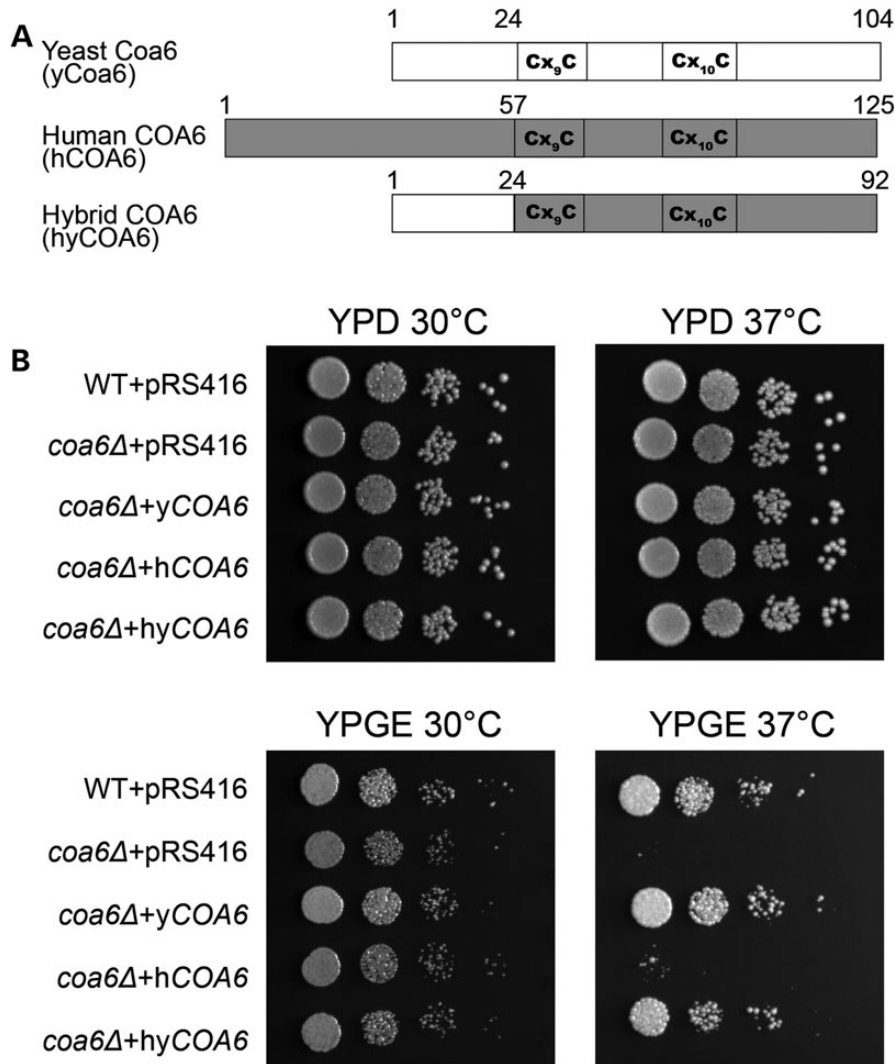 A
1 24 104
Yeast Coa6
(yCoa6)
Cx₉C Cx₁₀C
1 57 125
Human COA6
(hCOA6)
Cx₉C Cx₁₀C
1 24 92
Hybrid COA6
(hyCOA6)
Cx₉C Cx₁₀C
B
YPD 30°C YPD 37°C
WT+pRS416
coa6Δ+pRS416
coa6Δ+yCOA6
coa6Δ+hCOA6
coa6Δ+hyCOA6
YPGE 30°C YPGE 37°C
WT+pRS416
coa6Δ+pRS416
coa6Δ+yCOA6
coa6Δ+hCOA6
coa6Δ+hyCOA6